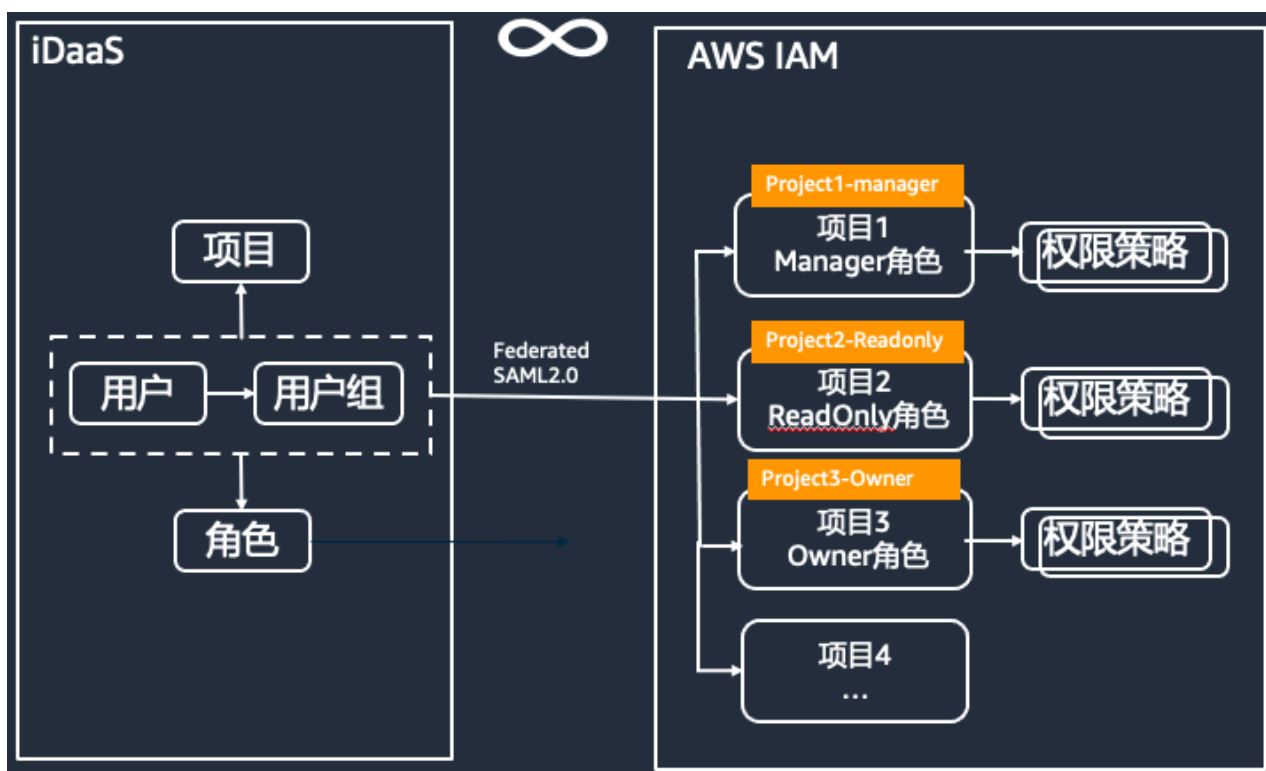 iDaaS
项目
用户
用户组
角色
Federated
SAML2.0
AWS IAM
Project1-manager
项目1
Manager角色
权限策略
Project2-Readonly
项目2
ReadOnly角色
权限策略
Project3-Owner
项目3
Owner角色
权限策略
项目4
...